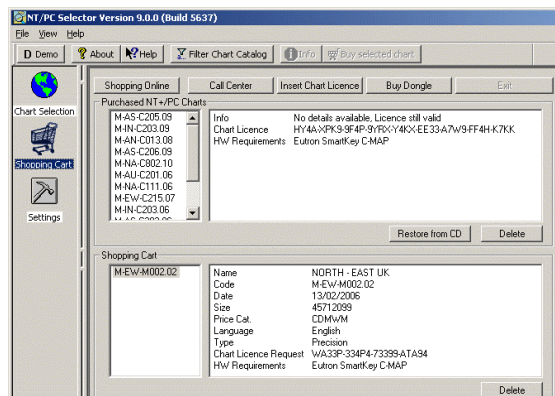 NT/PC Selector Version 9.0.0 (Build 5637)
File View Help
D Demo ? About Help Filter Chart Catalog Info Buy selected chart
Shopping Online Call Center Insert Chart Licence Buy Dongle Exit
Chart Selection
Shopping Cart
Settings
Purchased NT+/PC Charts
M-AS-C205.09
M-IN-C203.09
M-AN-C013.08
M-AS-C206.09
M-NA-C802.10
M-AU-C201.06
M-NA-C111.06
M-EW-C215.07
M-IN-C203.06
Info No details available, Licence still valid
Chart Licence HY4A-XPK9-9F4P-9YRX-Y4KX-EE33-A7W9-FF4H-K7KK
HW Requirements Eutron SmartKey C-MAP
Restore from CD Delete
Shopping Cart
M-EW-M002.02
Name NORTH - EAST UK
Code M-EW-M002.02
Date 13/02/2006
Size 45712099
Price Cat. CDMWM
Language English
Type Precision
Chart Licence Request WA33P-334P4-73399-ATA94
HW Requirements Eutron SmartKey C-MAP
Delete